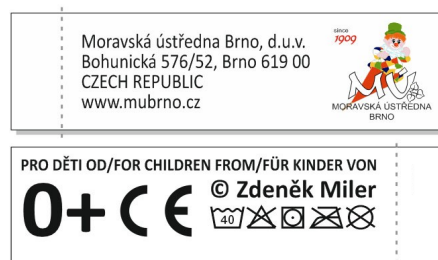 Moravská ústředna Brno, d.u.v.
Bohunická 576/52, Brno 619 00
CZECH REPUBLIC
www.mubrno.cz
since
1909
MÚ
MORAVSKÁ ÚSTŘEDNA
BRNO
PRO DĚTI OD/FOR CHILDREN FROM/FÜR KINDER VON
0+ CE
© Zdeněk Miler
40